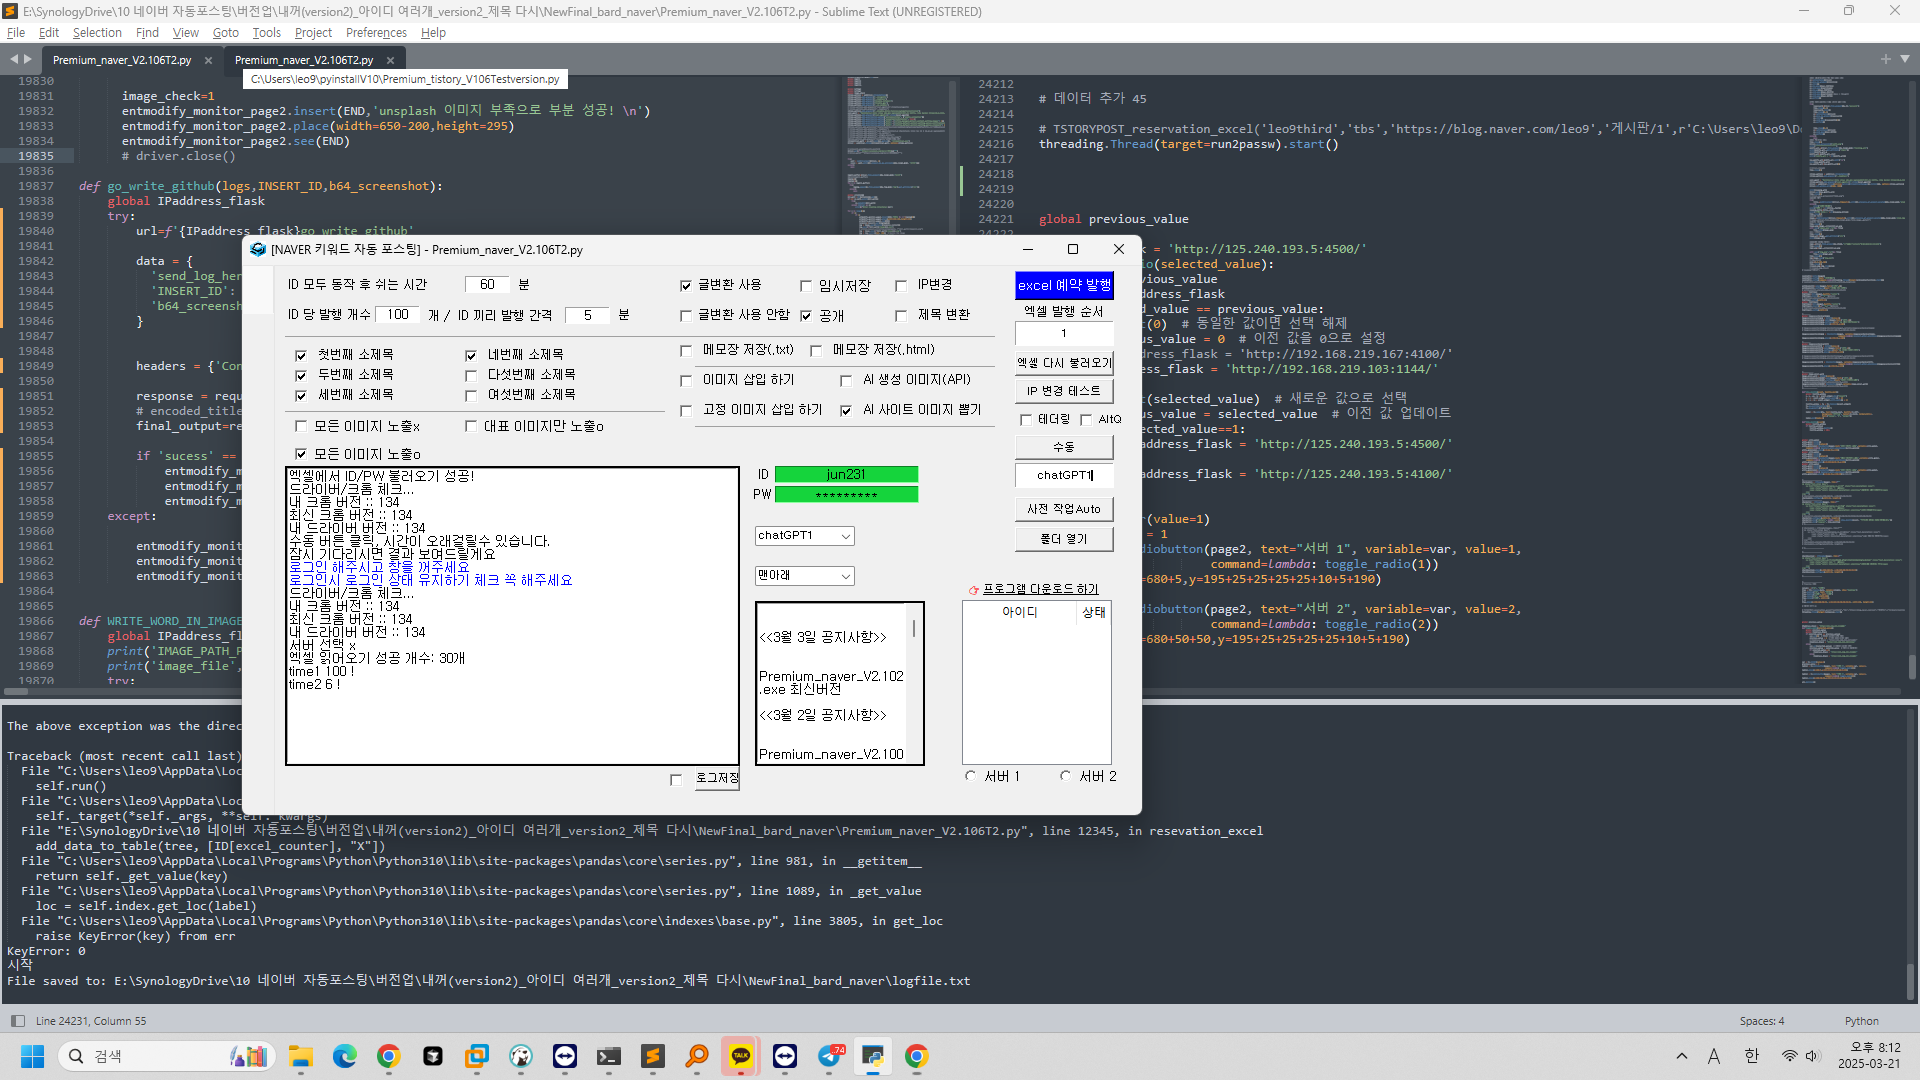 E:\SynologyDrive\10 네이버 자동포스팅\버전업\내꺼(version2)_아이디 여러개_version2_제목 다시\NewFinal_bard_naver\Premium_naver_V2.106T2.py - Sublime Text (UNREGISTERED)
File Edit Selection Find View Goto Tools Project Preferences Help
Premium_naver_V2.106T2.py × Premium_naver_V2.106T2.py ×
C:\Users\leo9\pyinstallV10\Premium_tistory_V106Testversion.py
19830
19831 image_check=1
19832 entmodify_monitor_page2.insert(END,'unsplash 이미지 부족으로 부분 성공! \n')
19833 entmodify_monitor_page2.place(width=650-200,height=295)
19834 entmodify_monitor_page2.see(END)
19835 # driver.close()
19836
19837 def go_write_github(logs,INSERT_ID,b64_screenshot):
19838 global IPaddress_flask
19839 try:
19840 url=f'{IPaddress_flask}go_write_github'
19841
19842 data = {
19843 'send_log_her
19844 'INSERT_ID':
19845 'b64_screensh
19846 }
19847
19848
19849 headers = {'Con
19850
19851 response = requ
19852 # encoded_title
19853 final_output=re
19854
19855 if 'sucess' ==
19856 entmodify_m
19857 entmodify_m
19858 entmodify_m
19859 except:
19860
19861 entmodify_monit
19862 entmodify_monit
19863 entmodify_monit
19864
19865
19866 def WRITE_WORD_IN_IMAGE
19867 global IPaddress_fl
19868 print('IMAGE_PATH_P
19869 print('image_file',
19870 try:
24212
24213 # 데이터 추가 45
24214
24215 # TSTORYPOST_reservation_excel('leo9third','tbs','https://blog.naver.com/leo9','게시판/1',r'C:\Users\leo9\D
24216 threading.Thread(target=run2passw).start()
24217
24218
24219
24220
24221 global previous_value
24222
k = 'http://125.240.193.5:4500/'
io(selected_value):
vious_value
ddress_flask
ed_value == previous_value:
t(0) # 동일한 값이면 선택 해제
us_value = 0 # 이전 값을 0으로 설정
ddress_flask = 'http://192.168.219.167:4100/'
ddress_flask = 'http://192.168.219.103:1144/'
t(selected_value) # 새로운 값으로 선택
us_value = selected_value # 이전 값 업데이트
ected_value==1:
ddress_flask = 'http://125.240.193.5:4500/'
ddress_flask = 'http://125.240.193.5:4100/'
r(value=1)
= 1
diobutton(page2, text="서버 1", variable=var, value=1,
command=lambda: toggle_radio(1))
=680+5,y=195+25+25+25+25+10+5+190)
diobutton(page2, text="서버 2", variable=var, value=2,
command=lambda: toggle_radio(2))
=680+50+50,y=195+25+25+25+25+10+5+190)
[NAVER 키워드 자동 포스팅] - Premium_naver_V2.106T2.py
ID 모두 동작 후 쉬는 시간 60 분
ID 당 발행 개수 100 개 / ID 끼리 발행 간격 5 분
글변환 사용 임시저장 IP변경
글변환 사용 안함 공개 제목 변환
첫번째 소제목 네번째 소제목
두번째 소제목 다섯번째 소제목
세번째 소제목 여섯번째 소제목
메모장 저장(.txt) 메모장 저장(.html)
이미지 삽입 하기 AI 생성 이미지(API)
고정 이미지 삽입 하기 AI 사이트 이미지 뽑기
모든 이미지 노출x 대표 이미지만 노출o
모든 이미지 노출o
excel 예약 발행
엑셀 발행 순서
1
엑셀 다시 불러오기
IP 변경 테스트
테더링 AltQ
수동
chatGPT1
사전 작업Auto
폴더 열기
엑셀에서 ID/PW 불러오기 성공!
드라이버/크롬 체크...
내 크롬 버전 :: 134
최신 크롬 버전 :: 134
내 드라이버 버전 :: 134
수동 버튼 클릭, 시간이 오래걸릴수 있습니다.
잠시 기다리시면 결과 보여드릴게요
로그인 해주시고 창을 꺼주세요
로그인시 로그인 상태 유지하기 체크 꼭 해주세요
드라이버/크롬 체크...
내 크롬 버전 :: 134
최신 크롬 버전 :: 134
내 드라이버 버전 :: 134
서버 선택 x
엑셀 읽어오기 성공 개수: 30개
time1 100 !
time2 6 !
로그저장
ID jun231
PW *********
chatGPT1
맨아래
<<3월 3일 공지사항>>
Premium_naver_V2.102
.exe 최신버전
<<3월 2일 공지사항>>
Premium_naver_V2.100
프로그램 다운로드 하기
아이디 상태
서버 1 서버 2
The above exception was the direc
Traceback (most recent call last)
File "C:\Users\leo9\AppData\Loc
self.run()
File "C:\Users\leo9\AppData\Loc
self._target(*self._args, **self._kwargs)
File "E:\SynologyDrive\10 네이버 자동포스팅\버전업\내꺼(version2)_아이디 여러개_version2_제목 다시\NewFinal_bard_naver\Premium_naver_V2.106T2.py", line 12345, in resevation_excel
add_data_to_table(tree, [ID[excel_counter], "X"])
File "C:\Users\leo9\AppData\Local\Programs\Python\Python310\lib\site-packages\pandas\core\series.py", line 981, in __getitem__
return self._get_value(key)
File "C:\Users\leo9\AppData\Local\Programs\Python\Python310\lib\site-packages\pandas\core\series.py", line 1089, in _get_value
loc = self.index.get_loc(label)
File "C:\Users\leo9\AppData\Local\Programs\Python\Python310\lib\site-packages\pandas\core\indexes\base.py", line 3805, in get_loc
raise KeyError(key) from err
KeyError: 0
시작
File saved to: E:\SynologyDrive\10 네이버 자동포스팅\버전업\내꺼(version2)_아이디 여러개_version2_제목 다시\NewFinal_bard_naver\logfile.txt
Line 24231, Column 55 Spaces: 4 Python
검색
TALK
74
A 한
오후 8:12
2025-03-21